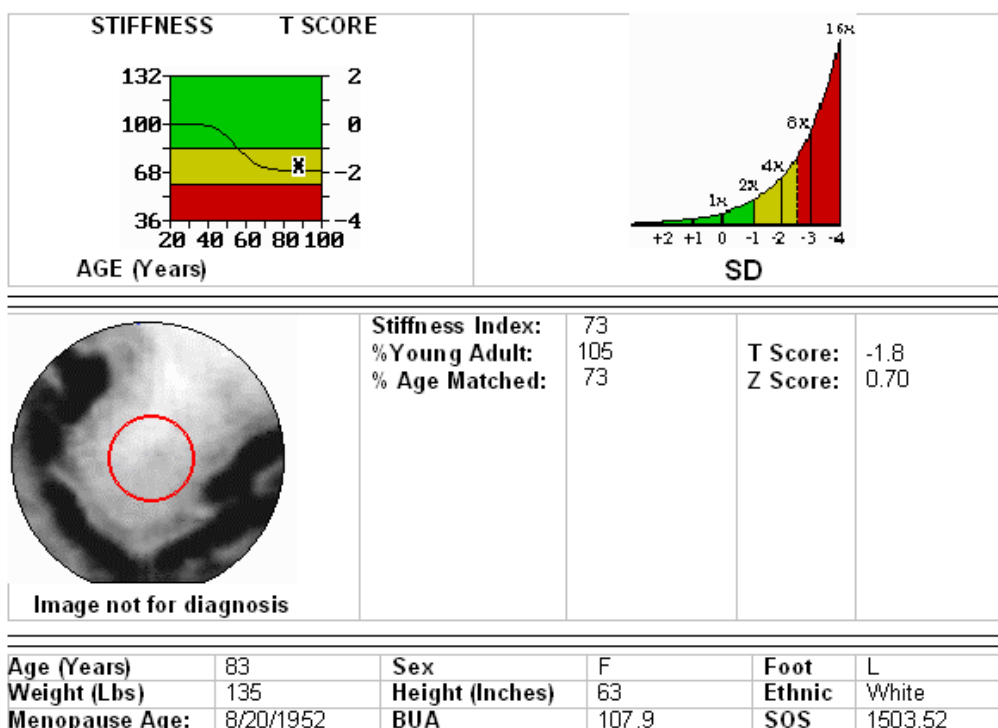 STIFFNESS T SCORE
132 2
100 0
68 -2
36 -4
20 40 60 80 100
AGE (Years)
16x
8x
4x
2x
1x
+2 +1 0 -1 -2 -3 -4
SD
Stiffness Index: 73
%Young Adult: 105 T Score: -1.8
% Age Matched: 73 Z Score: 0.70
Image not for diagnosis
Age (Years) 83 Sex F Foot L
Weight (Lbs) 135 Height (Inches) 63 Ethnic White
Menopause Age: 8/20/1952 BUA 107.9 SOS 1503.52